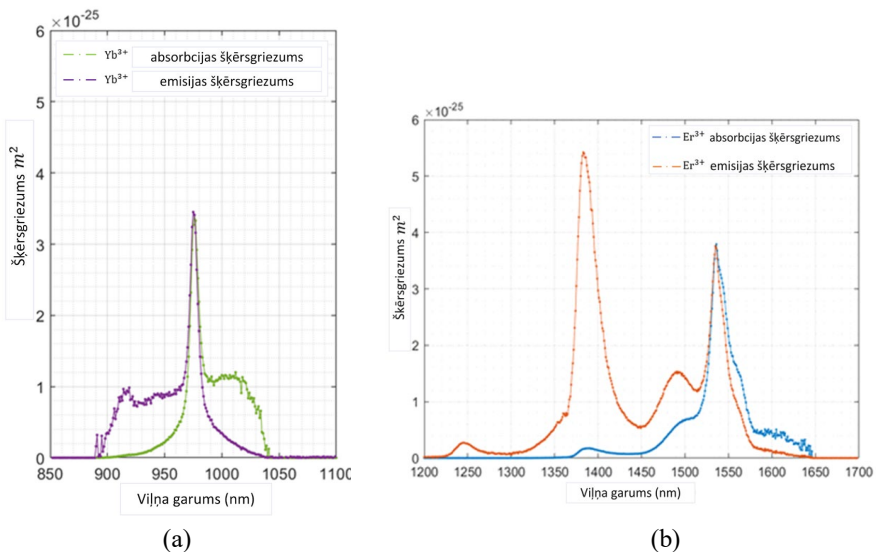 ×10⁻²⁵
6
5
4
3
2
1
0
Šķērsgriezums m²
Yb³⁺ absorbcijas šķērsgriezums
Yb³⁺ emisijas šķērsgriezums
850 900 950 1000 1050 1100
Viļņa garums (nm)
(a)
×10⁻²⁵
6
5
4
3
2
1
0
Šķērsgriezums m²
Er³⁺ absorbcijas šķērsgriezums
Er³⁺ emisijas šķērsgriezums
1200 1250 1300 1350 1400 1450 1500 1550 1600 1650 1700
Viļņa garums (nm)
(b)